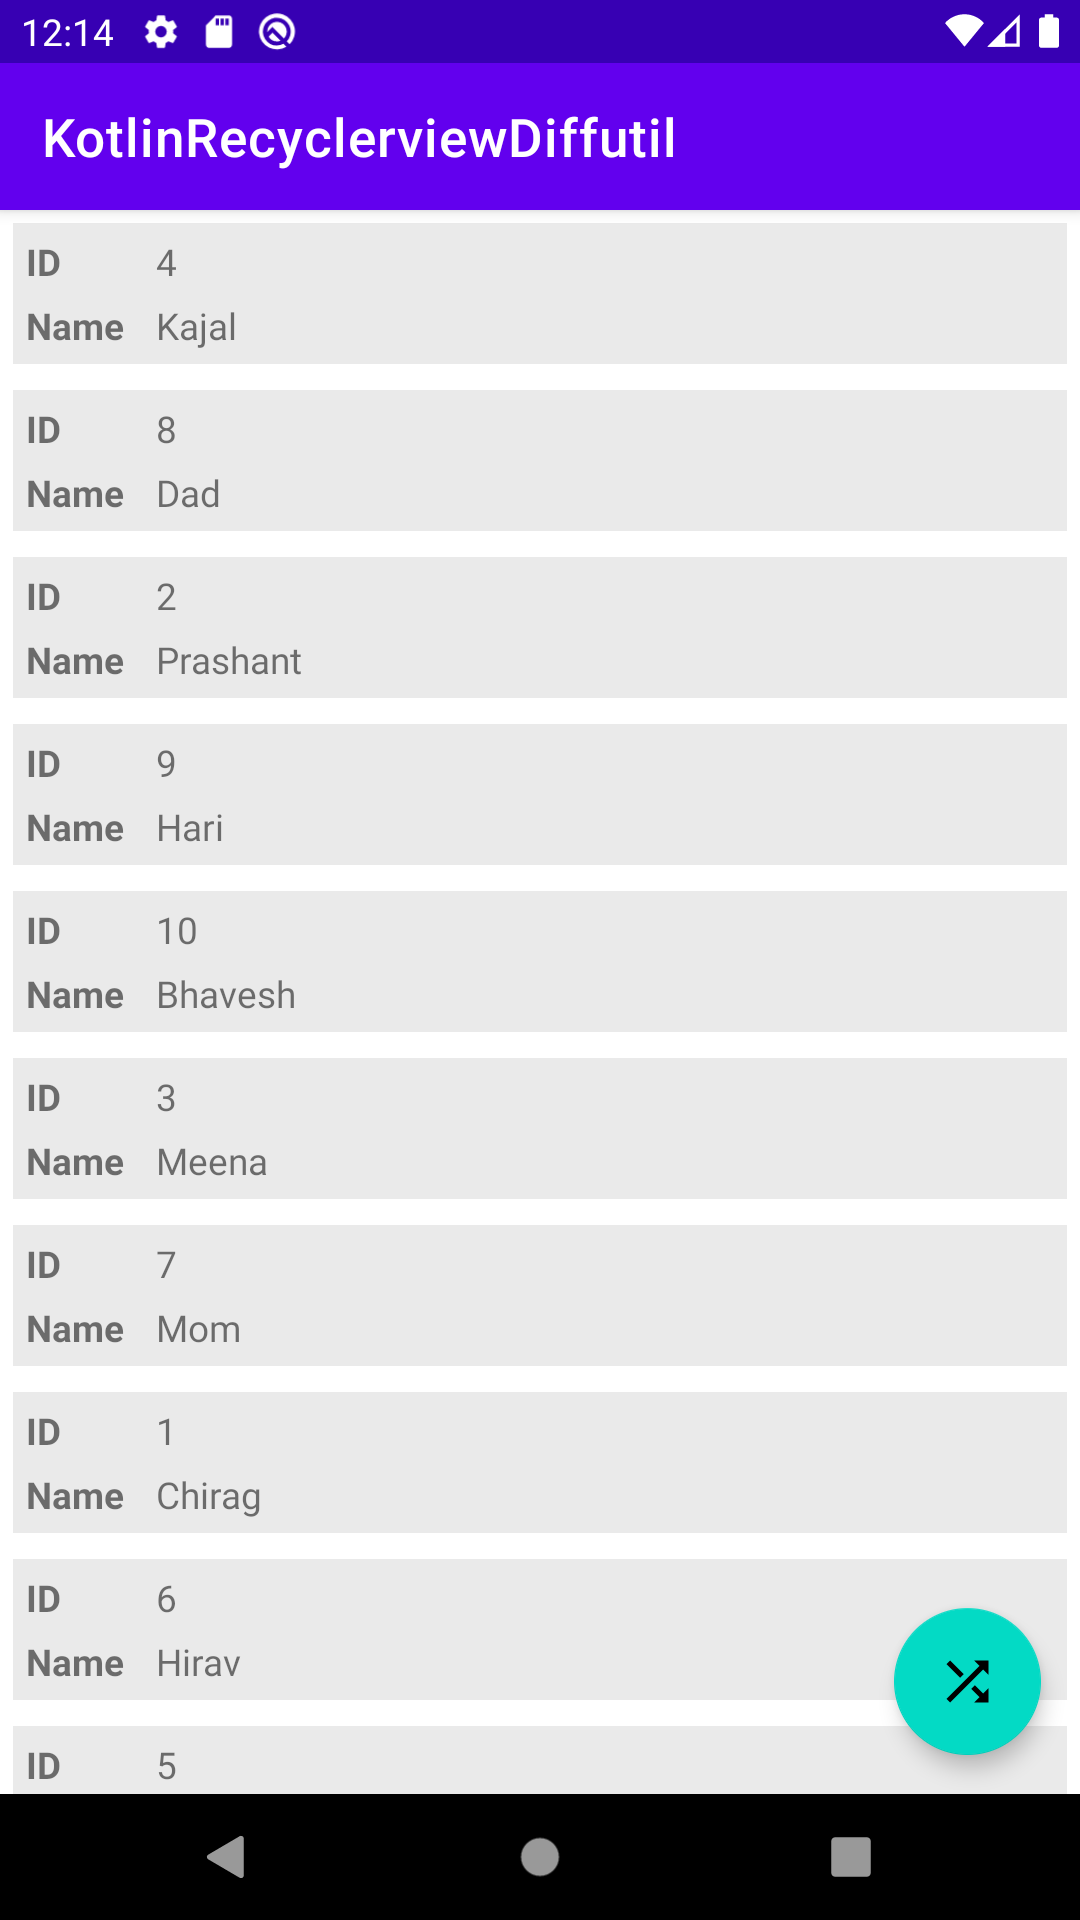 12:14
KotlinRecyclerviewDiffutil
ID 4
Name Kajal
ID 8
Name Dad
ID 2
Name Prashant
ID 9
Name Hari
ID 10
Name Bhavesh
ID 3
Name Meena
ID 7
Name Mom
ID 1
Name Chirag
ID 6
Name Hirav
ID 5